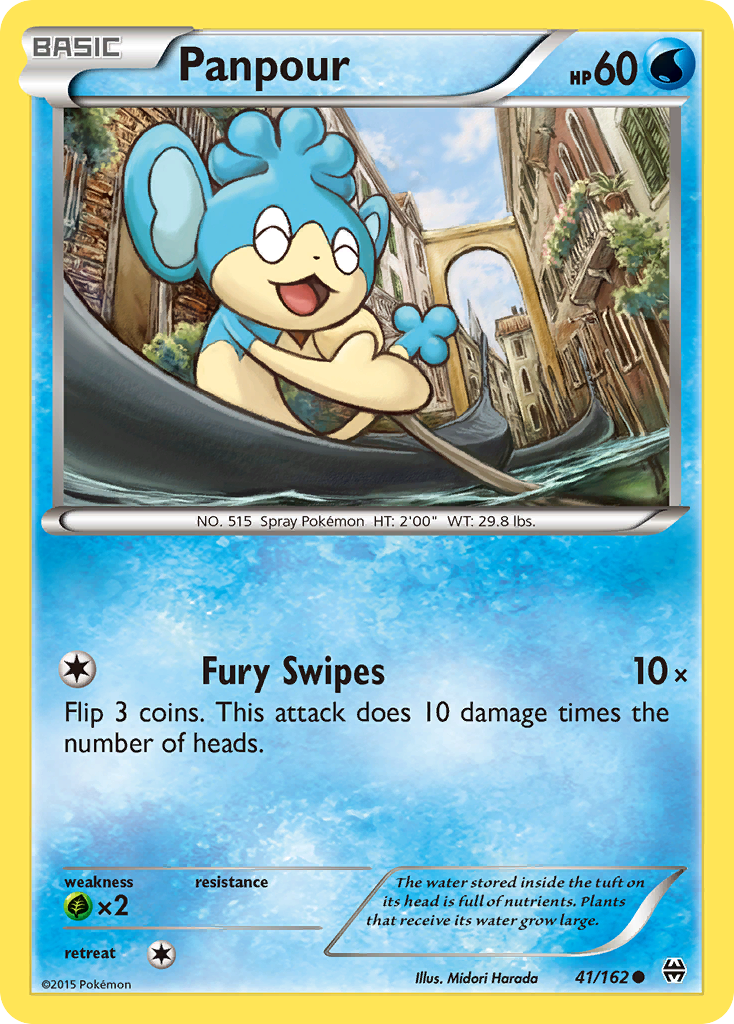 BASIC
Panpour
HP60
NO. 515 Spray Pokémon HT: 2'00" WT: 29.8 lbs.
Fury Swipes 10×
Flip 3 coins. This attack does 10 damage times the
number of heads.
weakness resistance
×2
The water stored inside the tuft on
its head is full of nutrients. Plants
that receive its water grow large.
retreat
©2015 Pokémon
Illus. Midori Harada 41/162